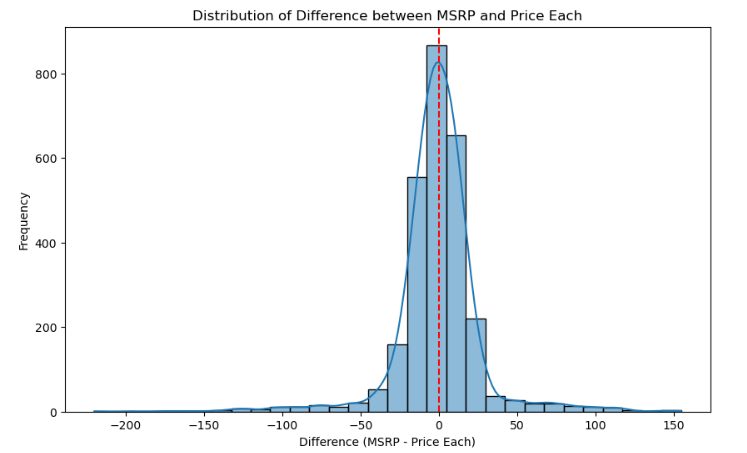 Distribution of Difference between MSRP and Price Each
Frequency
800
600
400
200
0
−200 −150 −100 −50 0 50 100 150
Difference (MSRP - Price Each)